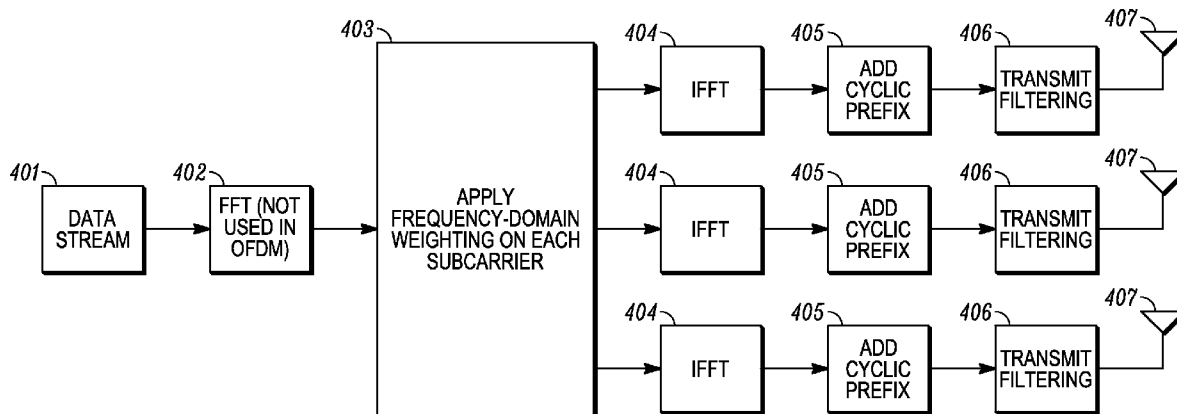 403
404
405
406
407
IFFT
ADD
CYCLIC
PREFIX
TRANSMIT
FILTERING
401
402
404
405
406
407
DATA
STREAM
FFT (NOT
USED IN
OFDM)
APPLY
FREQUENCY-DOMAIN
WEIGHTING ON EACH
SUBCARRIER
IFFT
ADD
CYCLIC
PREFIX
TRANSMIT
FILTERING
404
405
406
407
IFFT
ADD
CYCLIC
PREFIX
TRANSMIT
FILTERING